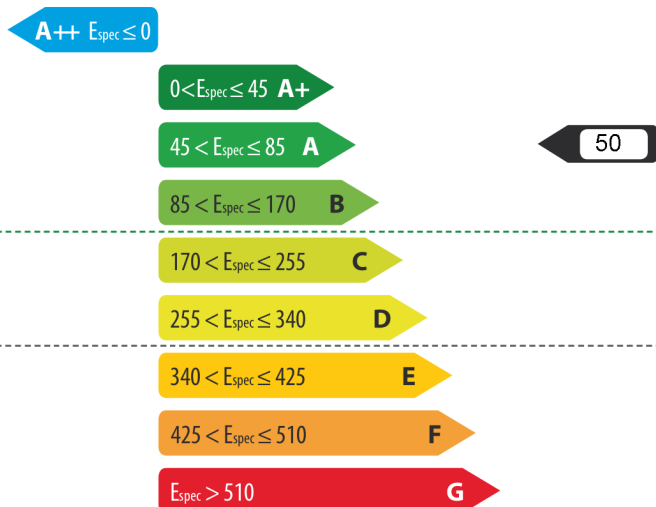 A++ Espec ≤ 0
0<Espec ≤ 45 A+
45 < Espec ≤ 85 A
50
85 < Espec ≤ 170 B
170 < Espec ≤ 255 C
255 < Espec ≤ 340 D
340 < Espec ≤ 425 E
425 < Espec ≤ 510 F
Espec > 510 G